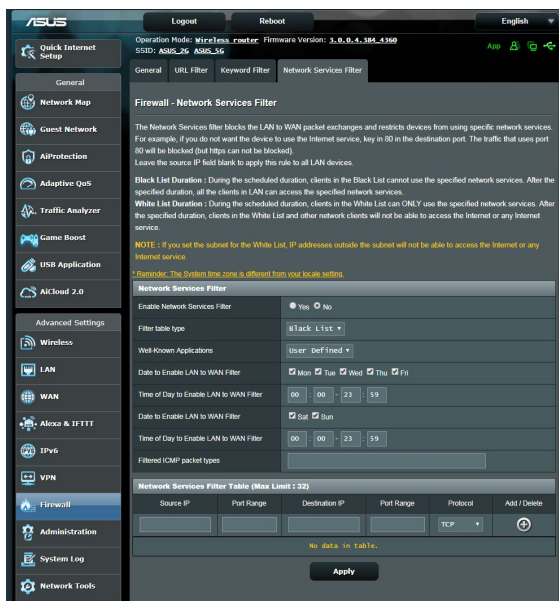 ASUS
Logout
Reboot
English
Quick Internet Setup
Operation Mode: Wireless router Firmware Version: 3.0.0.4.384_4360
SSID: ASUS_2G ASUS_5G
App
General
URL Filter
Keyword Filter
Network Services Filter
General
Network Map
Guest Network
AiProtection
Adaptive QoS
Traffic Analyzer
Game Boost
USB Application
AiCloud 2.0
Advanced Settings
Wireless
LAN
WAN
Alexa & IFTTT
IPv6
VPN
Firewall
Administration
System Log
Network Tools
Firewall - Network Services Filter
The Network Services filter blocks the LAN to WAN packet exchanges and restricts devices from using specific network services.
For example, if you do not want the device to use the Internet service, key in 80 in the destination port. The traffic that uses port
80 will be blocked (but https can not be blocked).
Leave the source IP field blank to apply this rule to all LAN devices.
Black List Duration : During the scheduled duration, clients in the Black List cannot use the specified network services. After the
specified duration, all the clients in LAN can access the specified network services.
White List Duration : During the scheduled duration, clients in the White List can ONLY use the specified network services. After
the specified duration, clients in the White List and other network clients will not be able to access the Internet or any Internet
service.
NOTE : If you set the subnet for the White List, IP addresses outside the subnet will not be able to access the Internet or any
Internet service.
* Reminder: The System time zone is different from your locale setting.
Network Services Filter
Enable Network Services Filter
Yes No
Filter table type
Black List
Well-Known Applications
User Defined
Date to Enable LAN to WAN Filter
Mon Tue Wed Thu Fri
Time of Day to Enable LAN to WAN Filter
00 : 00 - 23 : 59
Date to Enable LAN to WAN Filter
Sat Sun
Time of Day to Enable LAN to WAN Filter
00 : 00 - 23 : 59
Filtered ICMP packet types
Network Services Filter Table (Max Limit : 32)
Source IP
Port Range
Destination IP
Port Range
Protocol
Add / Delete
TCP
No data in table.
Apply